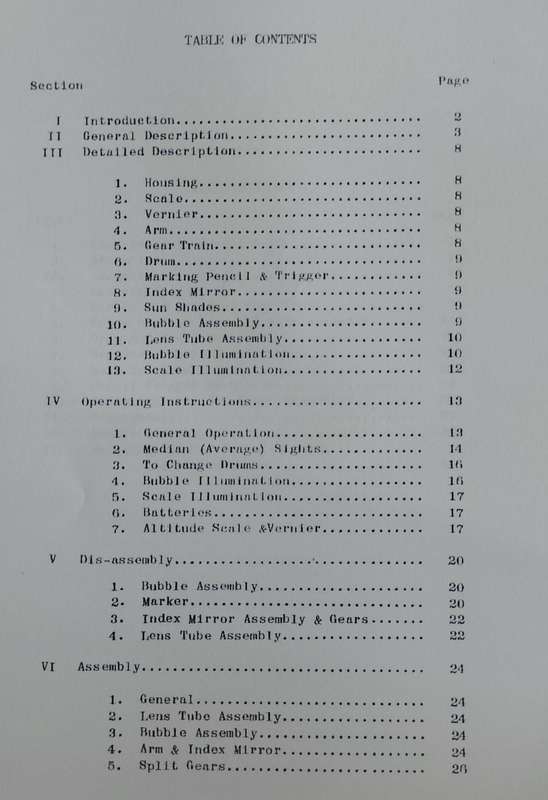 TABLE OF CONTENTS
Section Page
I Introduction................................ 2
II General Description......................... 3
III Detailed Description........................ 8
1. Housing............................. 8
2. Scale............................... 8
3. Vernier............................. 8
4. Arm................................. 8
5. Gear Train........................... 8
6. Drum................................ 9
7. Marking Pencil & Trigger............ 9
8. Index Mirror........................ 9
9. Sun Shades.......................... 9
10. Bubble Assembly..................... 9
11. Lens Tube Assembly.................. 10
12. Bubble Illumination................. 10
13. Scale Illumination.................. 12
IV Operating Instructions...................... 13
1. General Operation................... 13
2. Median (Average) Sights............. 14
3. To Change Drums..................... 16
4. Bubble Illumination................. 16
5. Scale Illumination.................. 17
6. Batteries........................... 17
7. Altitude Scale &Vernier............. 17
V Dis-assembly................................ 20
1. Bubble Assembly..................... 20
2. Marker.............................. 20
3. Index Mirror Assembly & Gears....... 22
4. Lens Tube Assembly.................. 22
VI Assembly.................................... 24
1. General............................. 24
2. Lens Tube Assembly.................. 24
3. Bubble Assembly..................... 24
4. Arm & Index Mirror.................. 24
5. Split Gears......................... 26